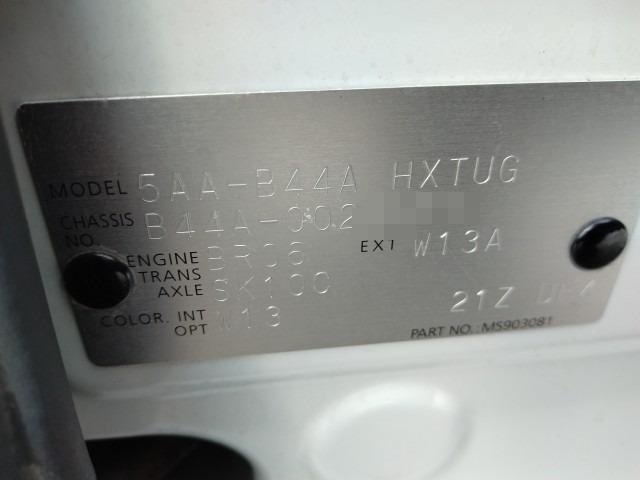 MODEL 5AA-B44A HXTUG
CHASSIS NO. B44A-002
ENGINE BR06 EXT W13A
TRANS AXLE SK100
COLOR. INT W13 21Z
OPT
PART NO.: MS903081